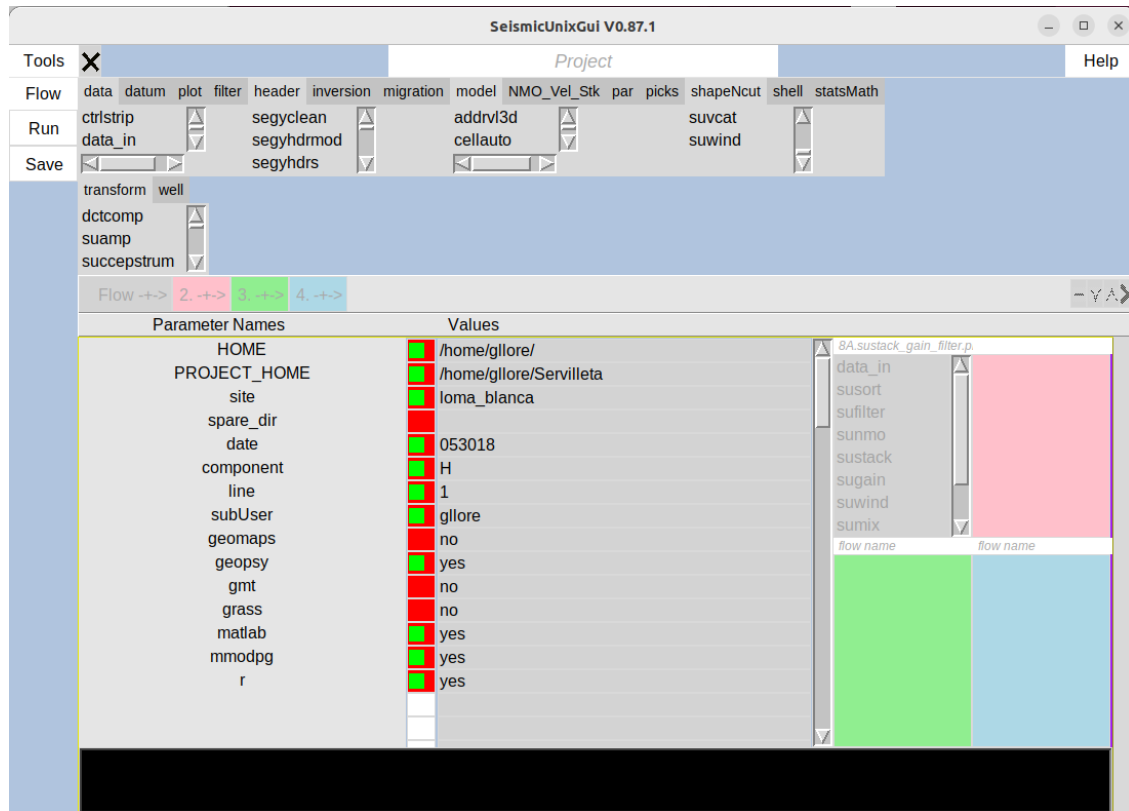 SeismicUnixGui V0.87.1
Tools Project Help
Flow data datum plot filter header inversion migration model NMO_Vel_Stk par picks shapeNcut shell statsMath
ctrlstrip segyclean addrvl3d suvcat
Run data_in segyhdrmod cellauto suwind
Save segyhdrs
transform well
dctcomp
suamp
succepstrum
Flow -+-> 2. -+-> 3. -+-> 4. -+->
Parameter Names Values
HOME /home/gllore/ 8A.sustack_gain_filter.p
PROJECT_HOME /home/gllore/Servilleta data_in
site loma_blanca susort
spare_dir sufilter
date 053018 sunmo
component H sustack
line 1 sugain
subUser gllore suwind
geomaps no sumix
flow name flow name
geopsy yes
gmt no
grass no
matlab yes
mmodpg yes
r yes